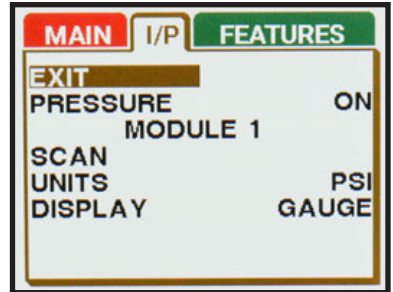 MAIN I/P FEATURES
EXIT
PRESSURE ON
MODULE 1
SCAN
UNITS PSI
DISPLAY GAUGE